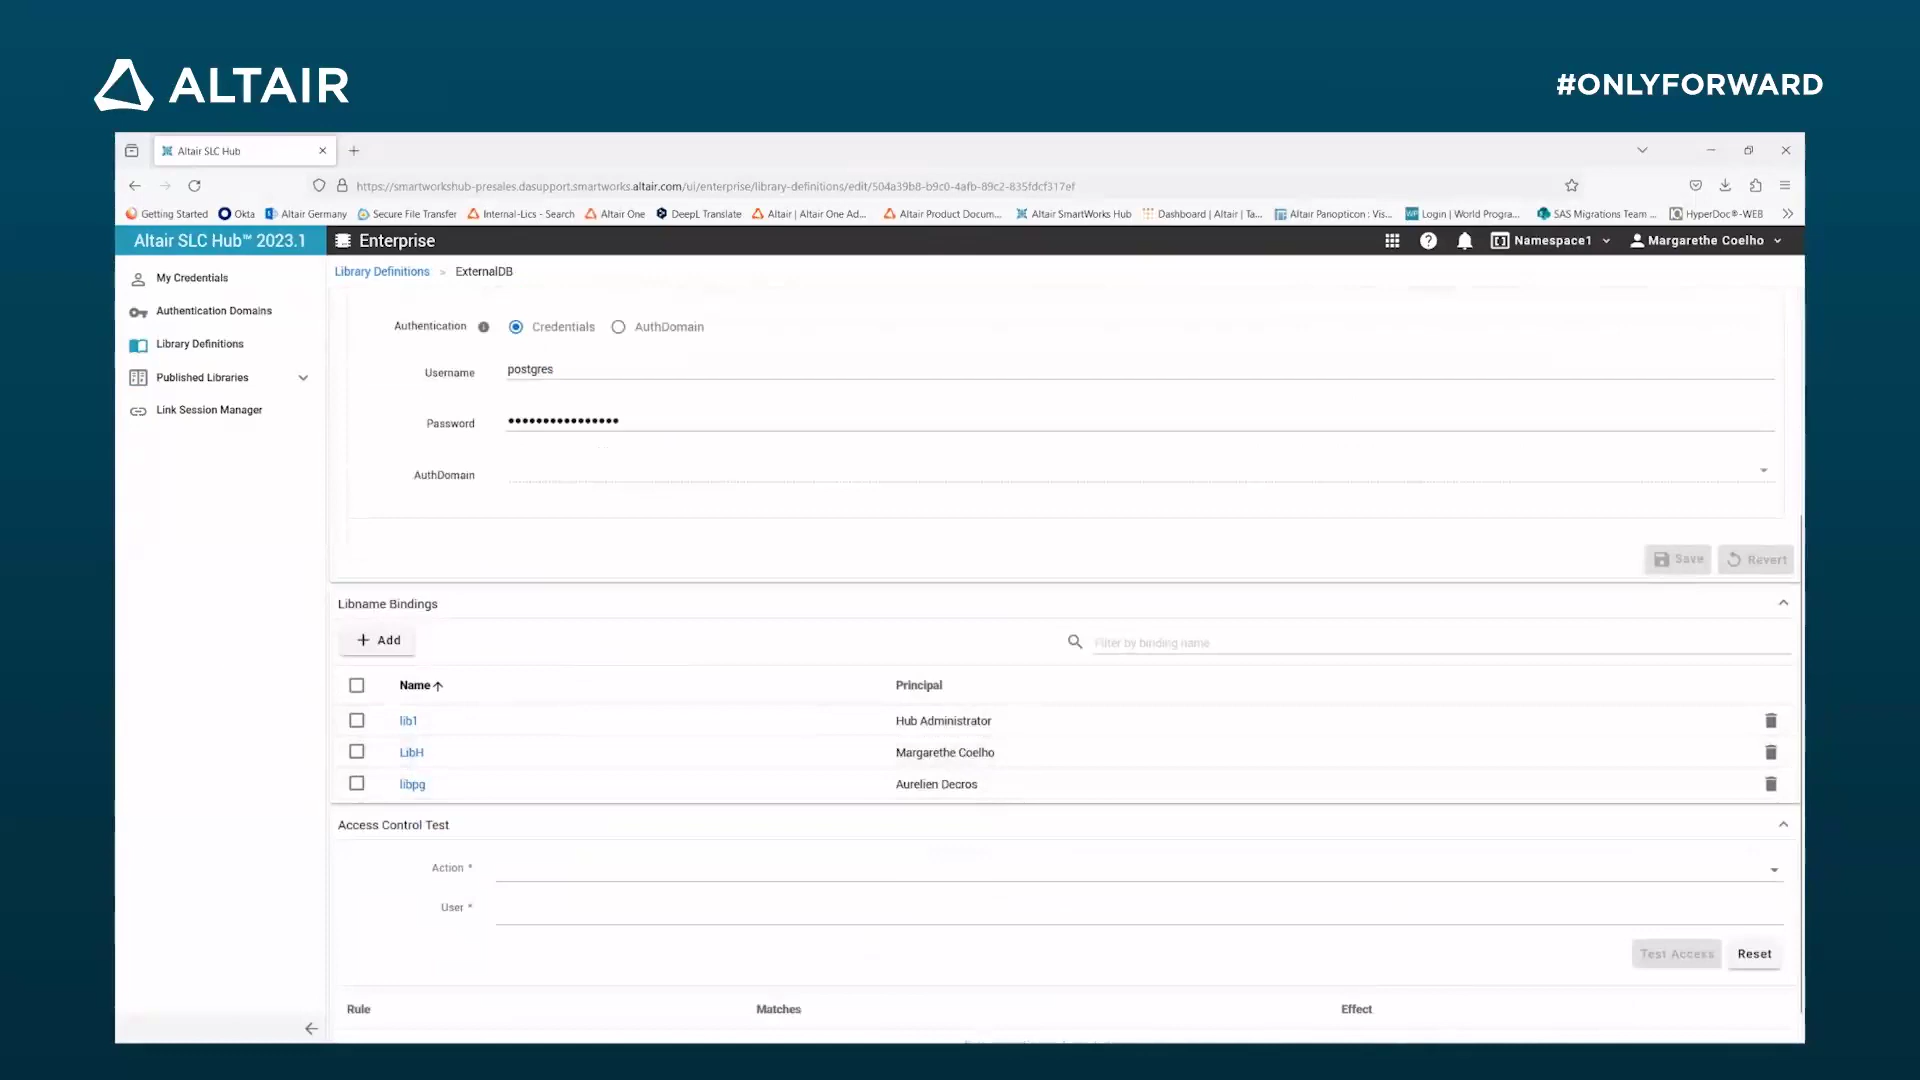 ALTAIR
#ONLYFORWARD
Altair SLC Hub
https://smartworkshub-presales.dasupport.smartworks.altair.com/ui/enterprise/library-definitions/edit/504a39b8-b9c0-4afb-89c2-835fdcf317ef
Getting Started Okta Altair Germany Secure File Transfer Internal-Lics - Search Altair One DeepL Translate Altair | Altair One Ad... Altair Product Docum... Altair SmartWorks Hub Dashboard | Altair | Ta... Altair Panopticon : Vis... Login | World Progra... SAS Migrations Team ... HyperDoc®-WEB
Altair SLC Hub™ 2023.1 Enterprise Namespace1 Margarethe Coelho
My Credentials
Authentication Domains
Library Definitions
Published Libraries
Link Session Manager
Library Definitions > ExternalDB
Authentication Credentials AuthDomain
Username postgres
Password ••••••••••••••••
AuthDomain
Save Revert
Libname Bindings
+ Add Filter by binding name
Name Principal
lib1 Hub Administrator
LibH Margarethe Coelho
libpg Aurelien Decros
Access Control Test
Action *
User *
Test Access Reset
Rule Matches Effect